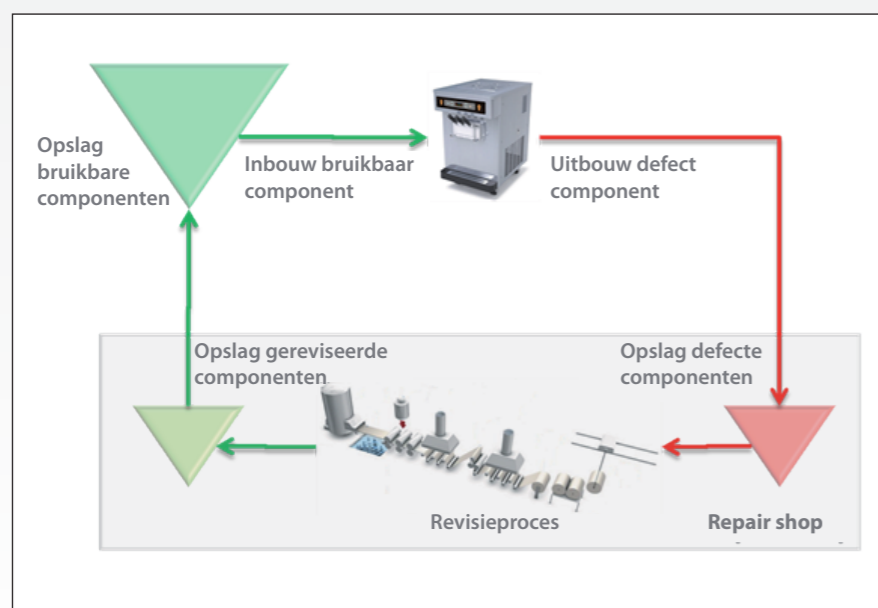 Opslag
bruikbare
componenten
Inbouw bruikbaar
component
Uitbouw defect
component
Opslag gereviseerde
componenten
Opslag defecte
componenten
Revisieproces
Repair shop